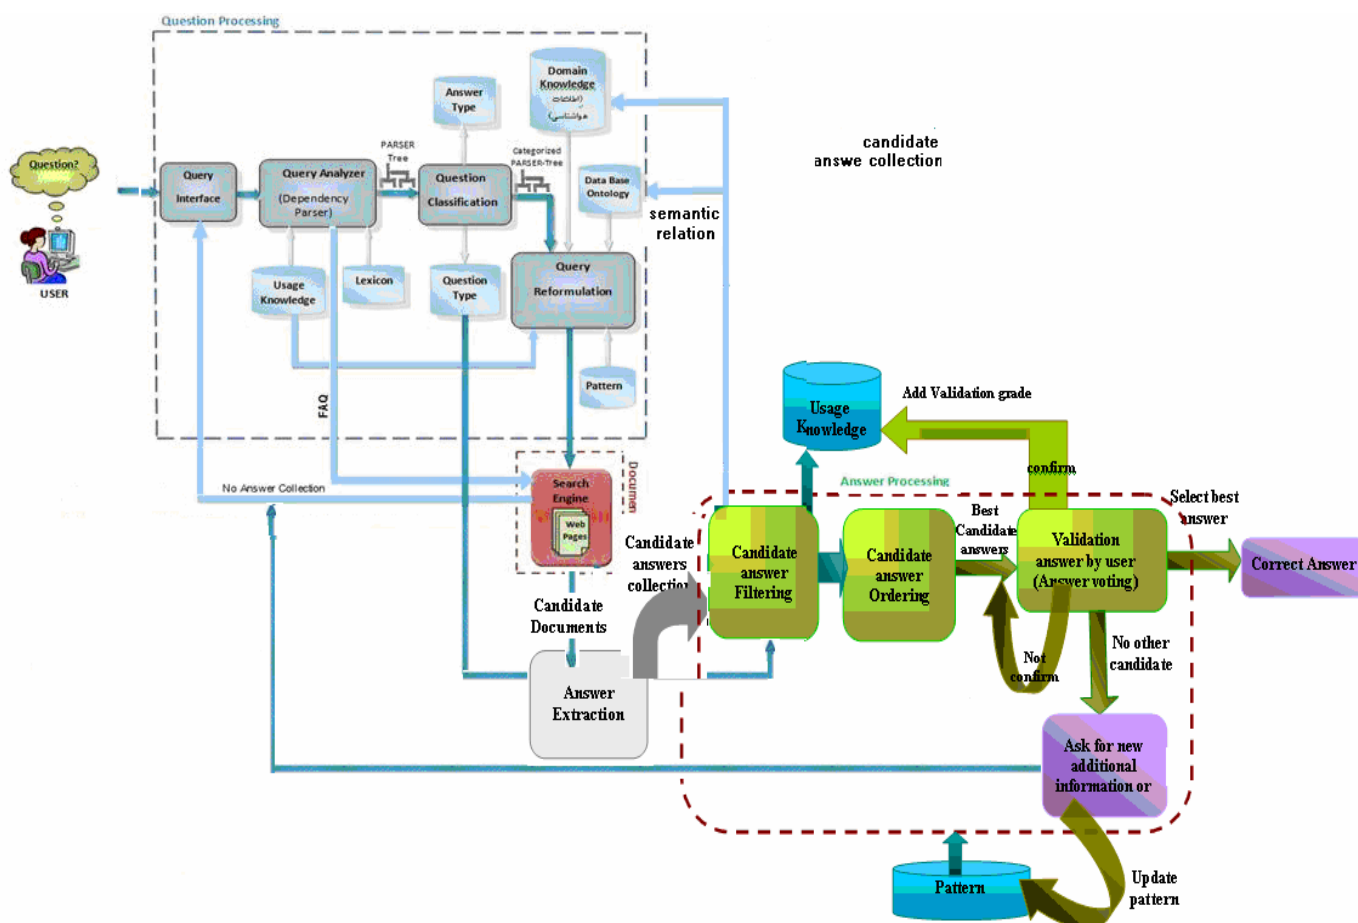 Question Processing
Question?
USER
Query
Interface
Query Analyzer
(Dependency
Parser)
PARSER
Tree
Answer
Type
Question
Classification
Categorized
PARSER-Tree
Domain
Knowledge
(اطلاعات
هواشناسی)
Data Base
Ontology
Usage
Knowledge
Lexicon
Question
Type
Query
Reformulation
Pattern
FAQ
semantic
relation
candidate
answe collection
No Answer Collection
Documen
Search
Engine
Web
Pages
Candidate
Documents
Answer
Extraction
Candidate
answers
collection
Usage
Knowledge
Add Validation grade
confirm
Answer Processing
Candidate
answer
Filtering
Candidate
answer
Ordering
Best
Candidate
answers
Validation
answer by user
(Answer voting)
Select best
answer
Correct Answer
Not
confirm
No other
candidate
Ask for new
additional
information or
Update
pattern
Pattern